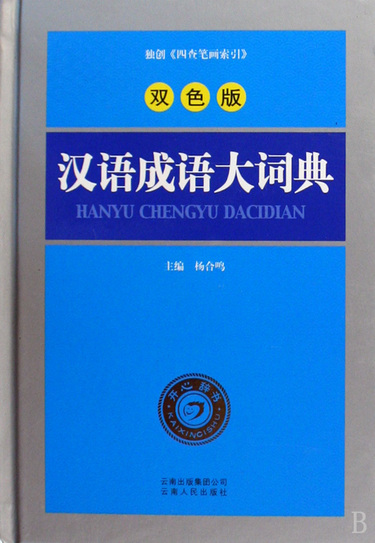 独创《四查笔画索引》
双色版
汉语成语大词典
HANYU CHENGYU DACIDIAN
主编 杨合鸣
开心辞书
KAIXINCISHU
云南出版集团公司
云南人民出版社
B